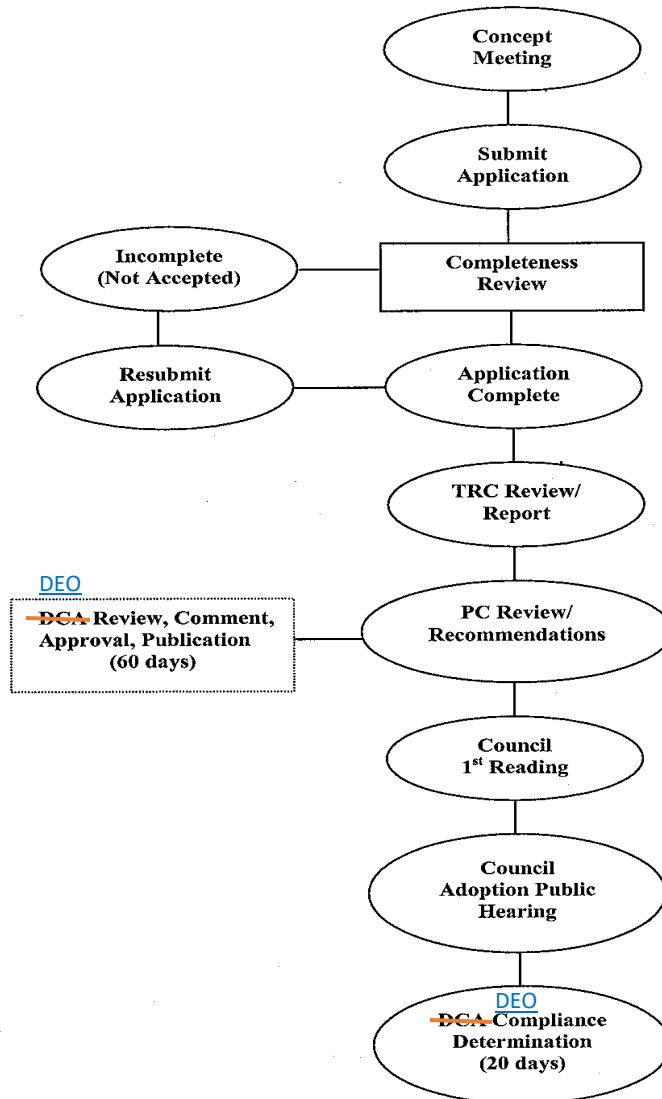 Concept
Meeting
Submit
Application
Incomplete
(Not Accepted)
Completeness
Review
Resubmit
Application
Application
Complete
TRC Review/
Report
DEO
DCA Review, Comment,
Approval, Publication
(60 days)
PC Review/
Recommendations
Council
1st Reading
Council
Adoption Public
Hearing
DEO
DCA Compliance
Determination
(20 days)